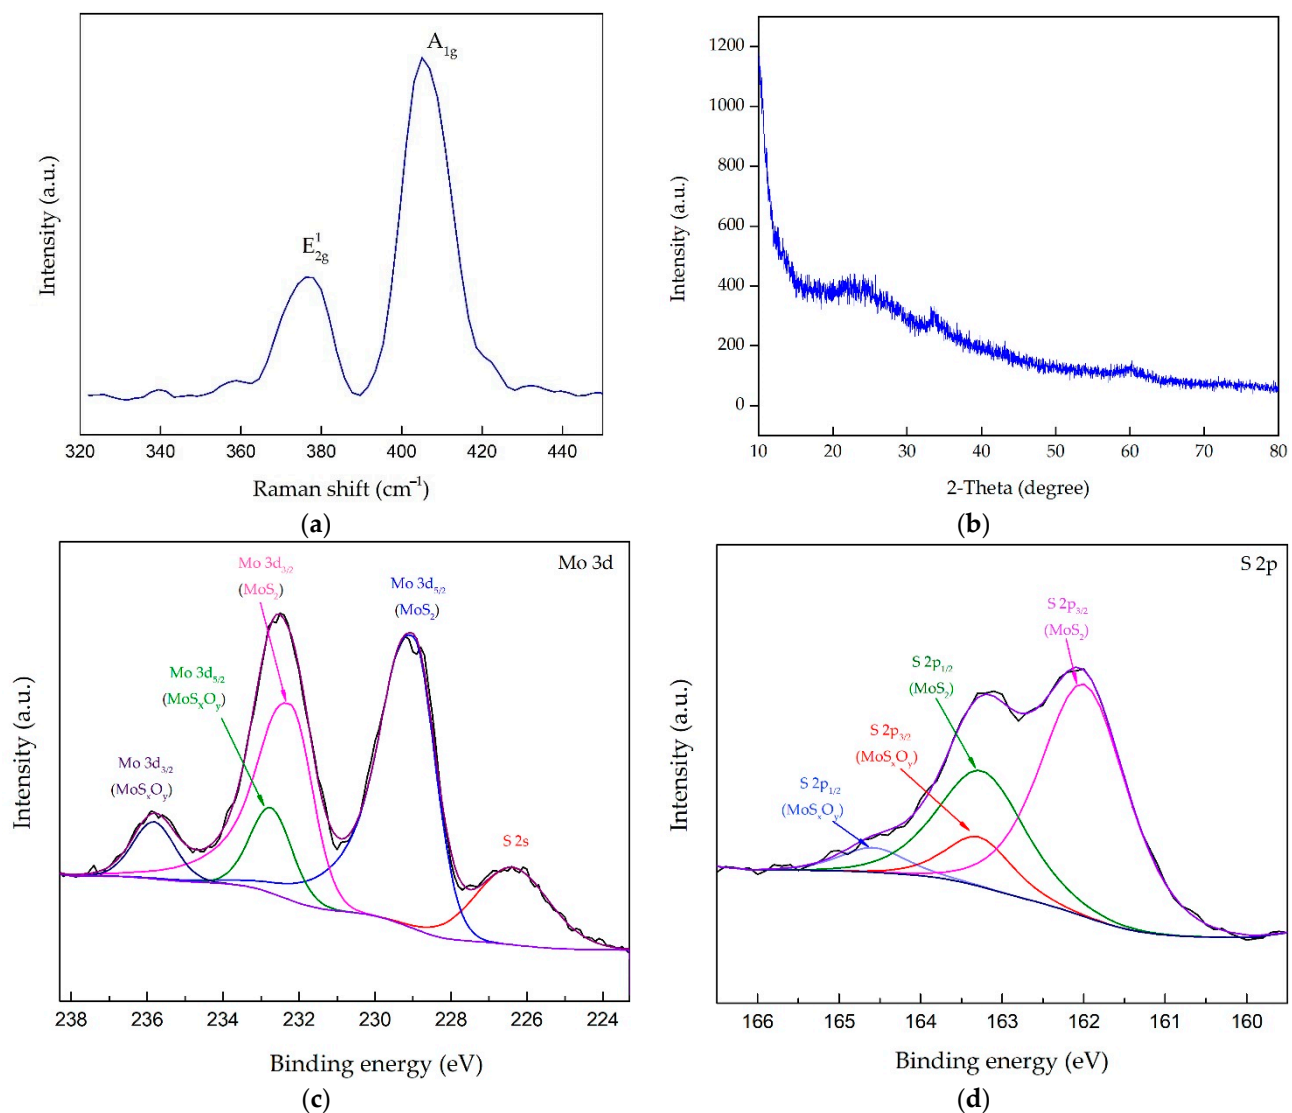 A1g
E¹2g
Intensity (a.u.)
320 340 360 380 400 420 440
Raman shift (cm⁻¹)
(a)
1200
1000
800
600
400
200
0
Intensity (a.u.)
10 20 30 40 50 60 70 80
2-Theta (degree)
(b)
Mo 3d
Mo 3d3/2
(MoS2)
Mo 3d5/2
(MoS2)
Mo 3d5/2
(MoSxOy)
Mo 3d3/2
(MoSxOy)
S 2s
Intensity (a.u.)
238 236 234 232 230 228 226 224
Binding energy (eV)
(c)
S 2p
S 2p3/2
(MoS2)
S 2p1/2
(MoS2)
S 2p3/2
(MoSxOy)
S 2p1/2
(MoSxOy)
Intensity (a.u.)
166 165 164 163 162 161 160
Binding energy (eV)
(d)